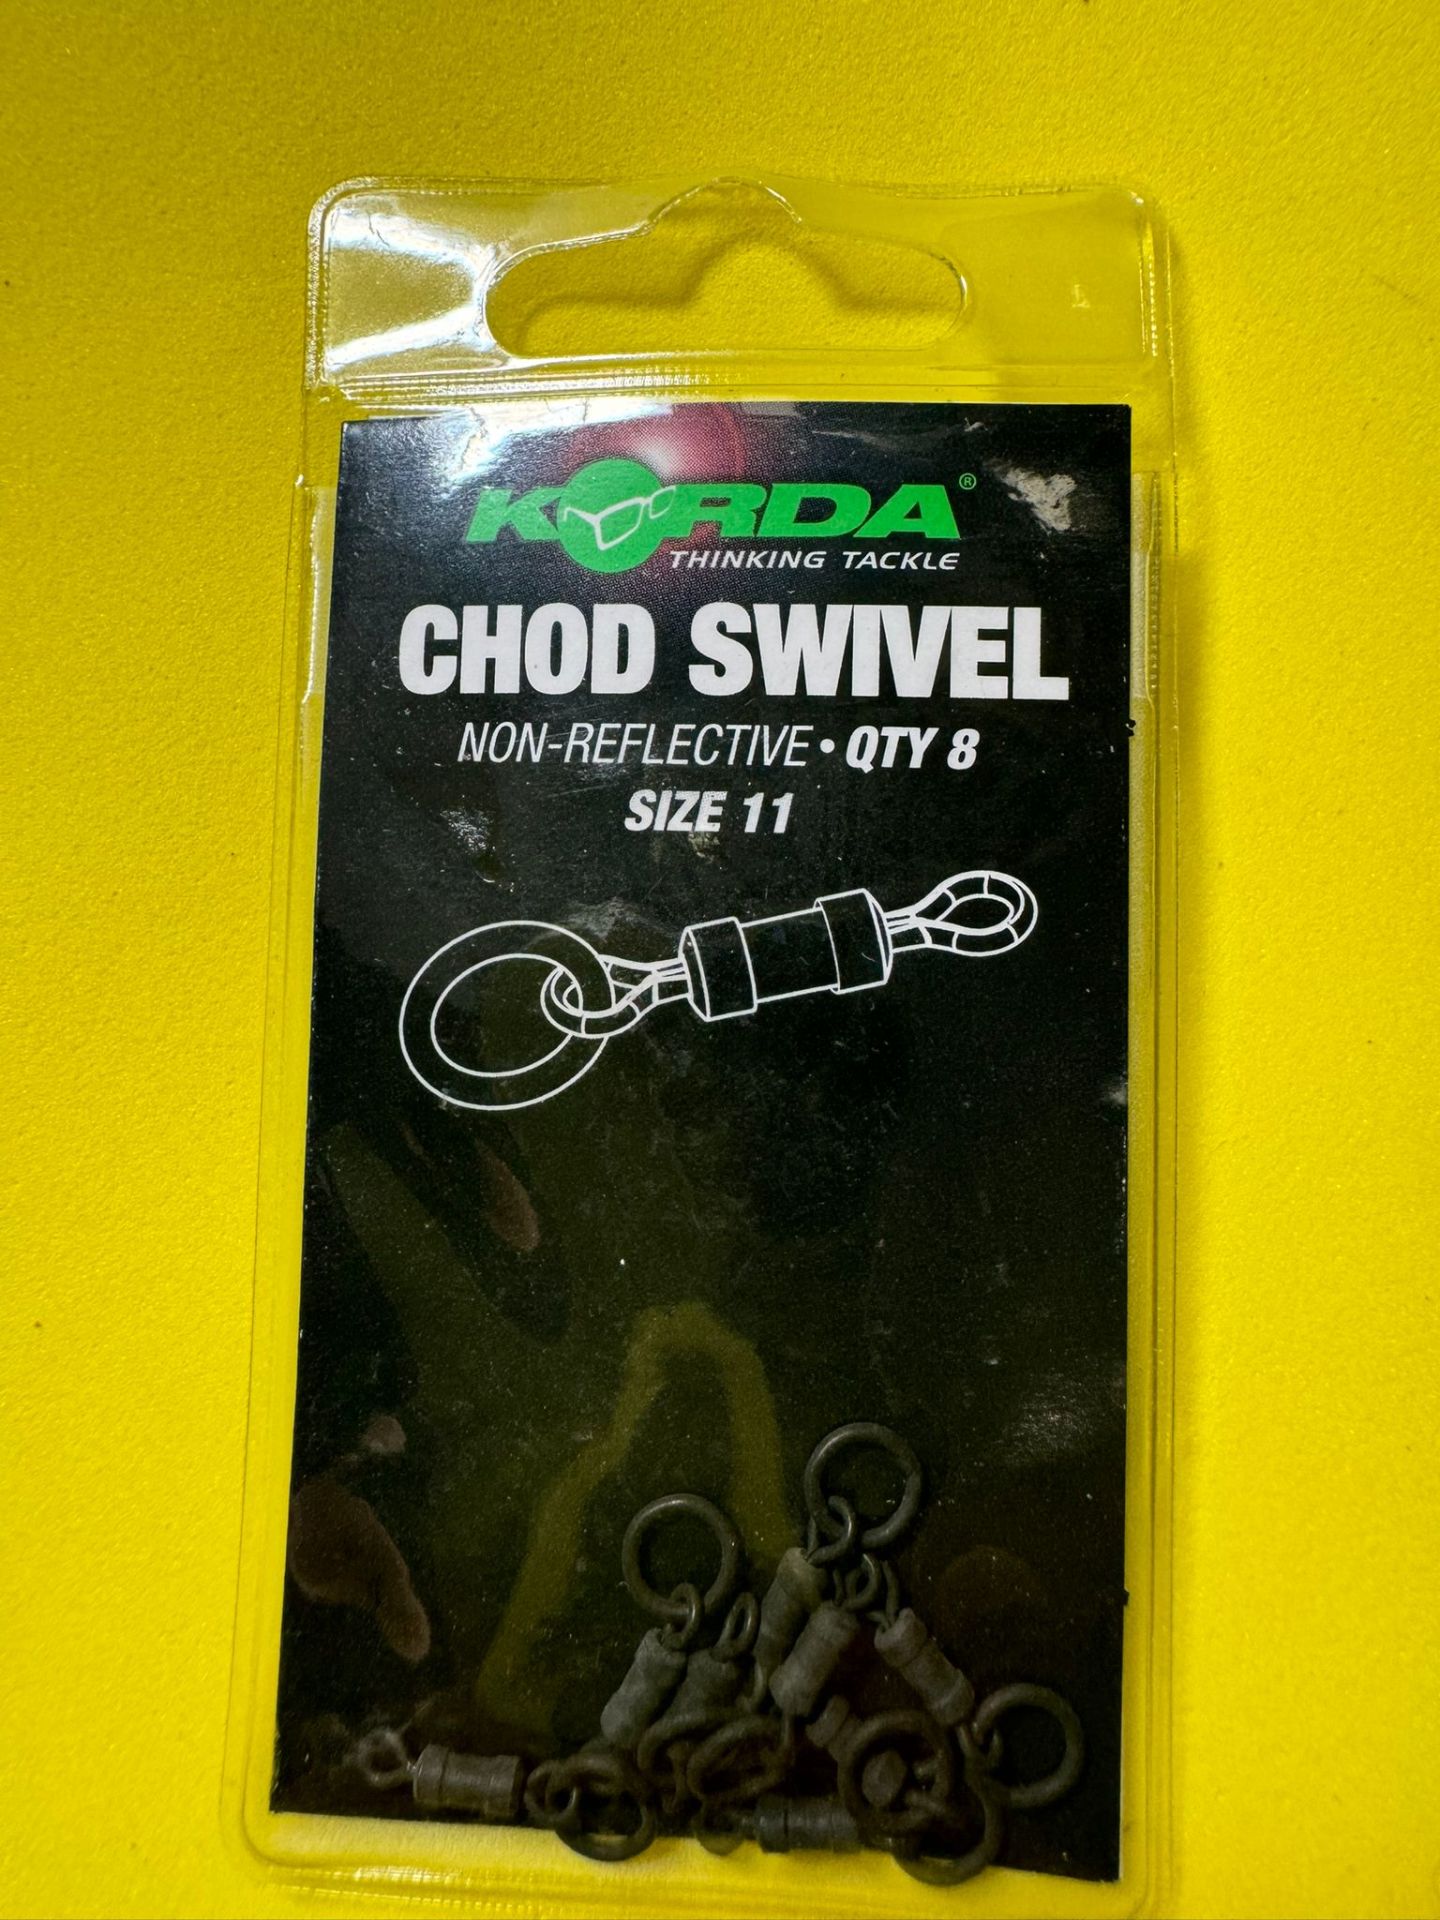 KORDA®
THINKING TACKLE
CHOD SWIVEL
NON-REFLECTIVE • QTY 8
SIZE 11